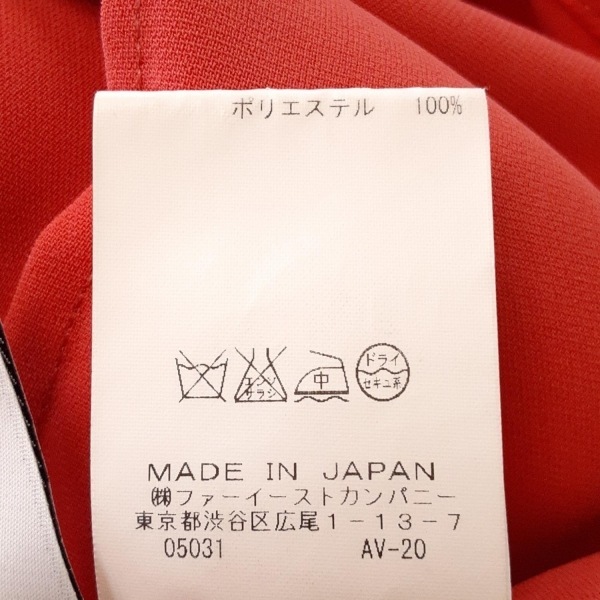 ポリエステル 100%
エンソ サラシ
中
ドライ
セキユ系
MADE IN JAPAN
㈱ファーイーストカンパニー
東京都渋谷区広尾1-13-7
05031 AV-20